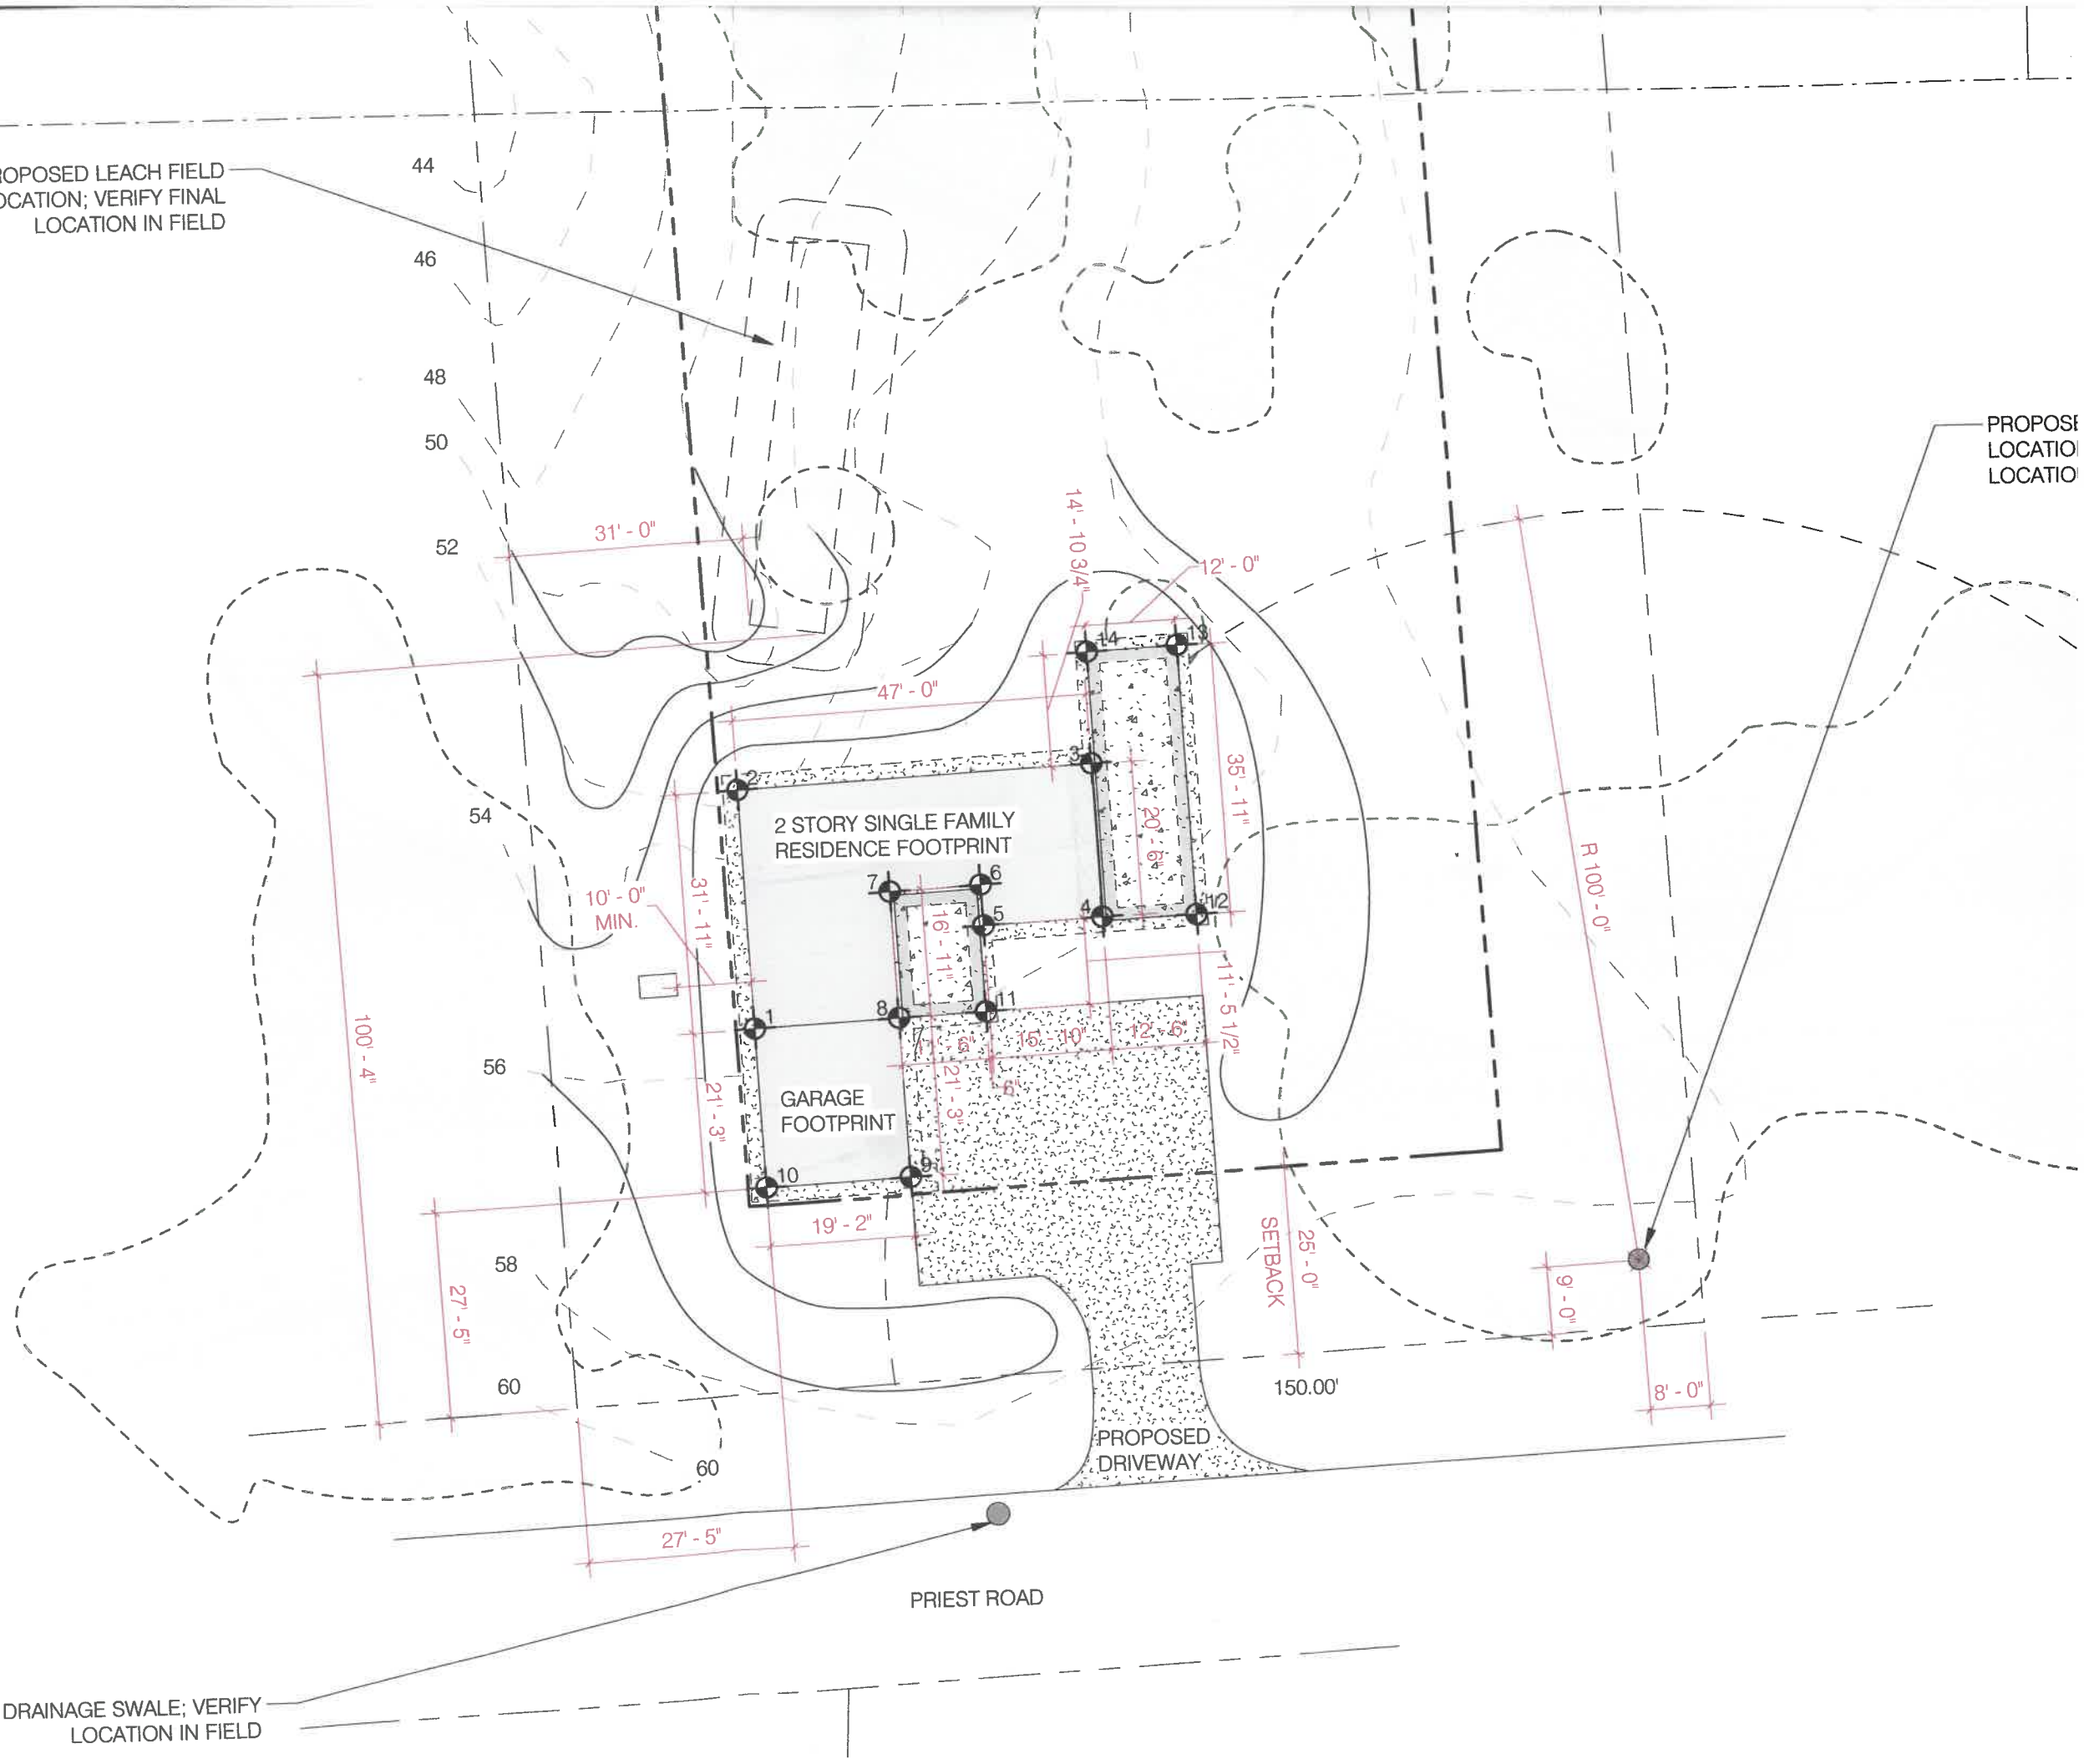 44
ROPOSED LEACH FIELD
OCATION; VERIFY FINAL
LOCATION IN FIELD
46
48
50
PROPOSE
LOCATIO
LOCATIO
52
31' - 0"
14' - 10 3/4"
12' - 0"
14
13
47' - 0"
3
2
35' - 11"
54
2 STORY SINGLE FAMILY
RESIDENCE FOOTPRINT
20' - 6"
R 100' - 0"
10' - 0"
MIN.
31' - 11"
7
6
5
4
12
16' - 11"
11' - 5 1/2"
1
8
11
100' - 4"
15' - 10"
12' - 6"
6"
56
21' - 3"
21' - 3"
GARAGE
FOOTPRINT
10
9
19' - 2"
25' - 0"
SETBACK
58
27' - 5"
9' - 0"
60
150.00'
8' - 0"
PROPOSED
DRIVEWAY
60
27' - 5"
PRIEST ROAD
DRAINAGE SWALE; VERIFY
LOCATION IN FIELD